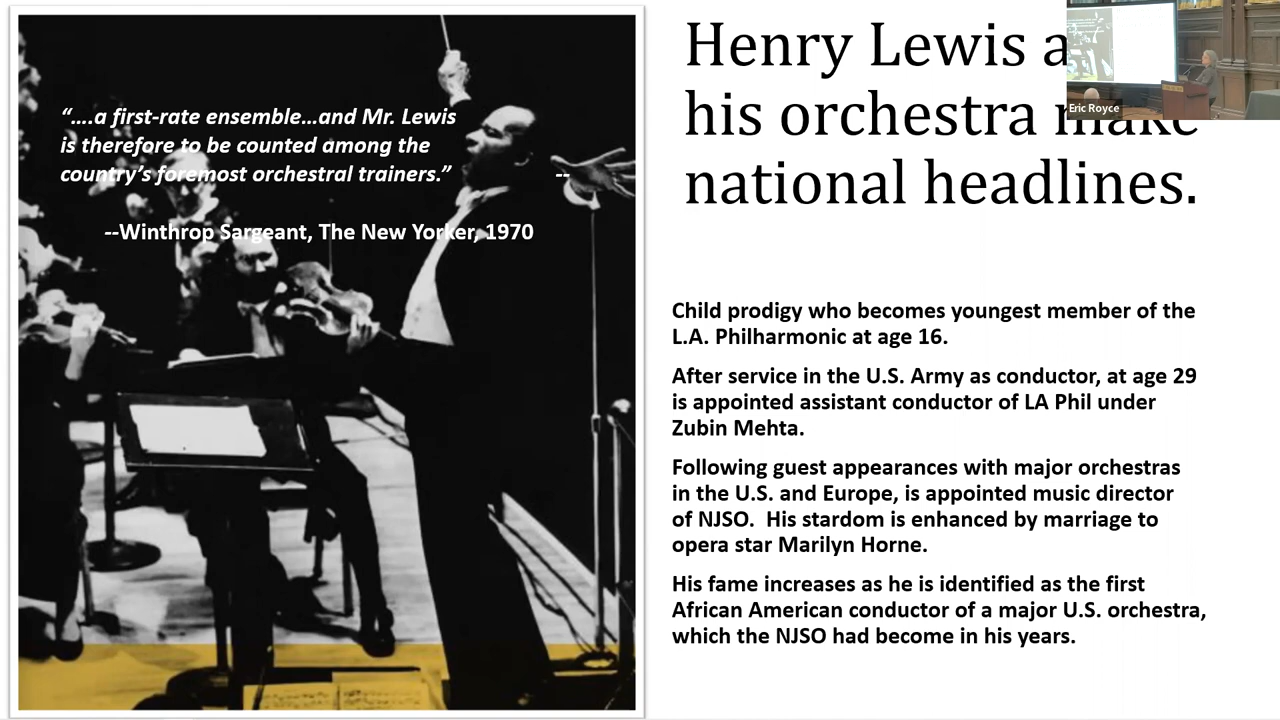 Henry Lewis a
his orchestra make
national headlines.
Eric Royce
“….a first-rate ensemble…and Mr. Lewis
is therefore to be counted among the
country’s foremost orchestral trainers.” --
--Winthrop Sargeant, The New Yorker, 1970
Child prodigy who becomes youngest member of the
L.A. Philharmonic at age 16.
After service in the U.S. Army as conductor, at age 29
is appointed assistant conductor of LA Phil under
Zubin Mehta.
Following guest appearances with major orchestras
in the U.S. and Europe, is appointed music director
of NJSO. His stardom is enhanced by marriage to
opera star Marilyn Horne.
His fame increases as he is identified as the first
African American conductor of a major U.S. orchestra,
which the NJSO had become in his years.